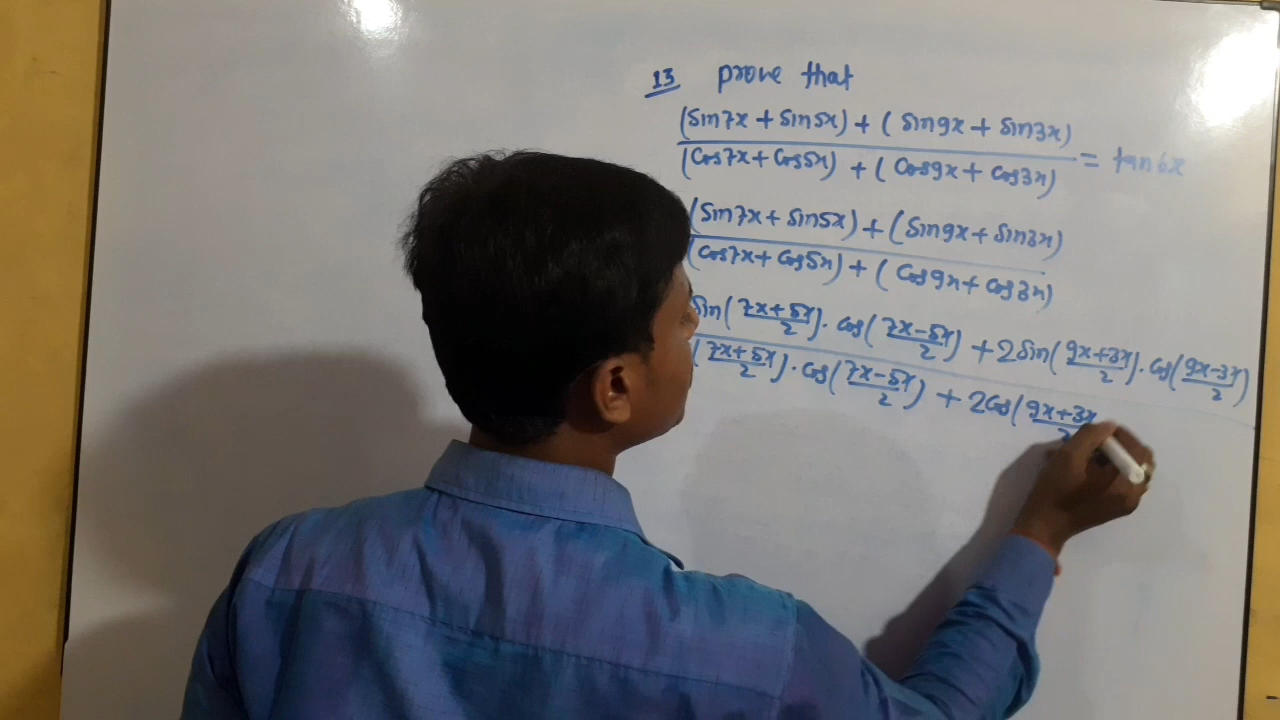 13 prove that
(sin7x + sin5x) + ( sin9x + sin3x)
(cos7x + cos5x) + ( cos9x + cos3x) = tan6x
(sin7x + sin5x) + (sin9x + sin3x)
(cos7x + cos5x) + ( cos9x + cos3x)
sin( 7x+5x/2 ). cos( 7x-5x/2 ) + 2sin( 9x+3x/2 ). cos( 9x-3x/2 )
( 7x+5x/2 ). cos( 7x-5x/2 ) + 2cos( 9x+3x/2